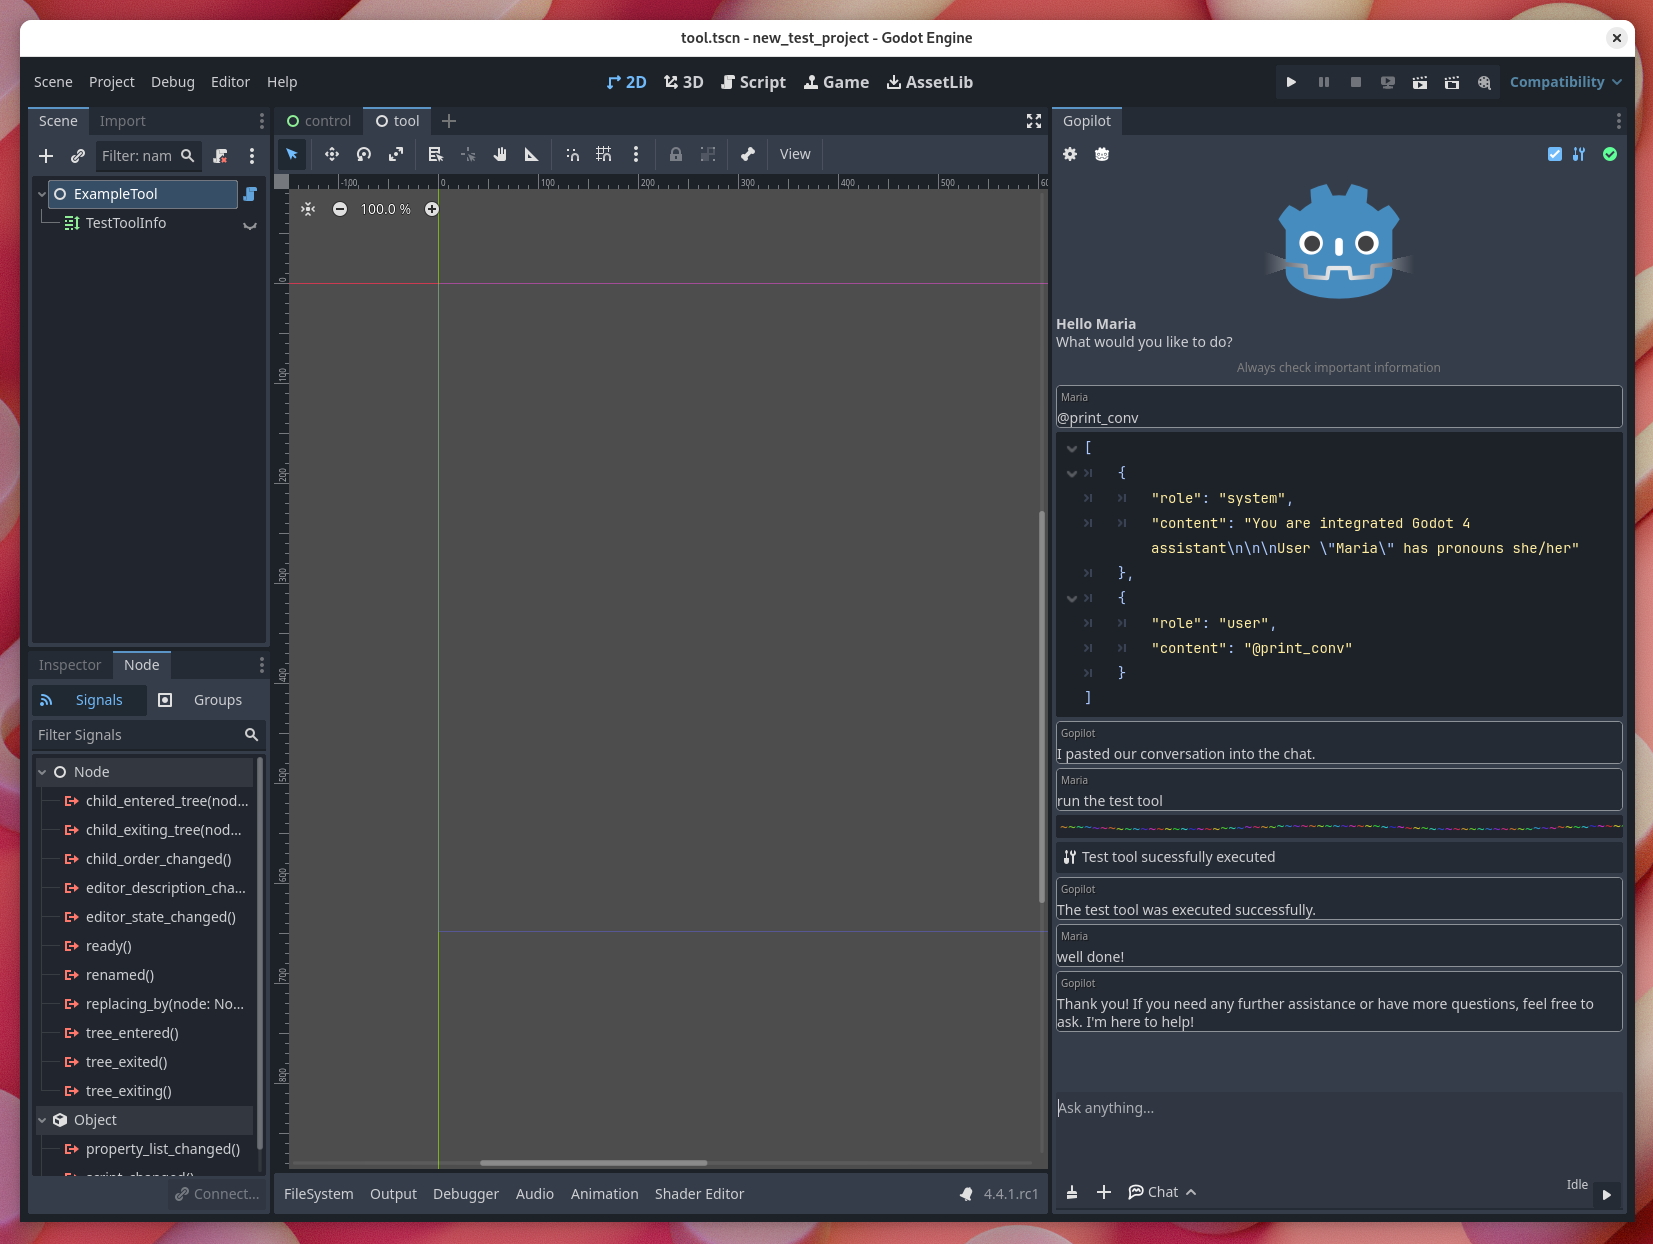 tool.tscn - new_test_project - Godot Engine
Scene Project Debug Editor Help
2D 3D Script Game AssetLib
Compatibility
Scene Import
Filter: nam
ExampleTool
TestToolInfo
control tool
View
-100 0 100 200 300 400 500 60
100.0 %
0
100
200
300
400
500
600
700
800
Inspector Node
Signals Groups
Filter Signals
Node
child_entered_tree(nod...
child_exiting_tree(nod...
child_order_changed()
editor_description_cha...
editor_state_changed()
ready()
renamed()
replacing_by(node: No...
tree_entered()
tree_exited()
tree_exiting()
Object
property_list_changed()
script_changed()
Connect...
FileSystem Output Debugger Audio Animation Shader Editor
4.4.1.rc1
Gopilot
Hello Maria
What would you like to do?
Always check important information
Maria
@print_conv
[
{
"role": "system",
"content": "You are integrated Godot 4
assistant\n\n\nUser \"Maria\" has pronouns she/her"
},
{
"role": "user",
"content": "@print_conv"
}
]
Gopilot
I pasted our conversation into the chat.
Maria
run the test tool
Test tool sucessfully executed
Gopilot
The test tool was executed successfully.
Maria
well done!
Gopilot
Thank you! If you need any further assistance or have more questions, feel free to
ask. I'm here to help!
Ask anything...
Chat
Idle